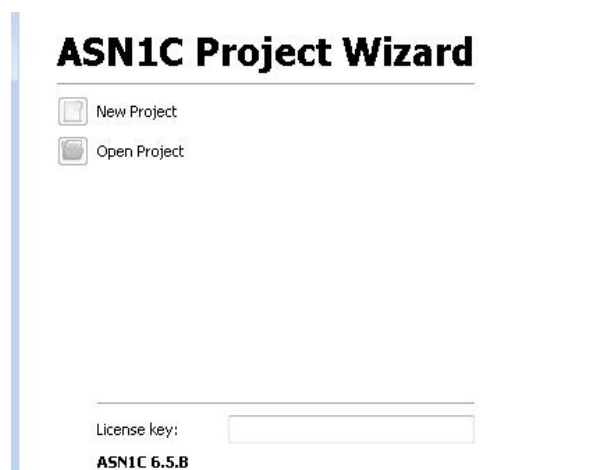 ASN1C Project Wizard
New Project
Open Project
License key:
ASN1C 6.5.B